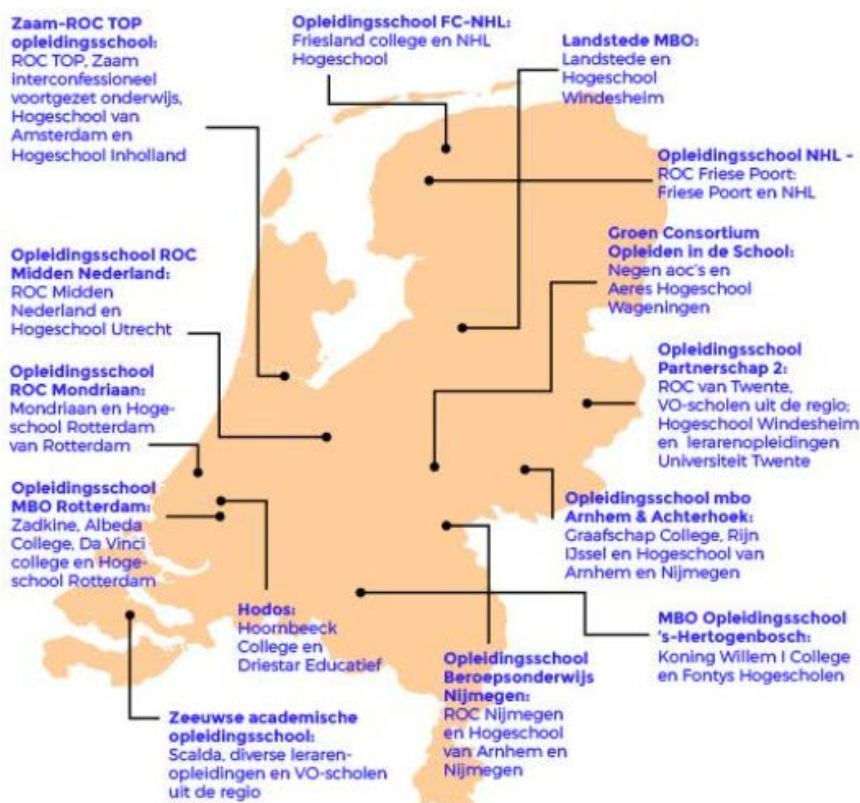 Zaam-ROC TOP
opleidingsschool:
ROC TOP, Zaam
interconfessioneel
voortgezet onderwijs,
Hogeschool van
Amsterdam en
Hogeschool Inholland
Opleidingsschool FC-NHL:
Friesland college en NHL
Hogeschool
Landstede MBO:
Landstede en
Hogeschool
Windesheim
Opleidingsschool NHL -
ROC Friese Poort:
Friese Poort en NHL
Groen Consortium
Opleiden in de School:
Negen aoc's en
Aeres Hogeschool
Wageningen
Opleidingsschool ROC
Midden Nederland:
ROC Midden
Nederland en
Hogeschool Utrecht
Opleidingsschool
Partnerschap 2:
ROC van Twente,
VO-scholen uit de regio;
Hogeschool Windesheim
en lerarenopleidingen
Universiteit Twente
Opleidingsschool
ROC Mondriaan:
Mondriaan en Hoge-
school Rotterdam
van Rotterdam
Opleidingsschool
MBO Rotterdam:
Zadkine, Albeda
College, Da Vinci
college en Hoge-
school Rotterdam
Opleidingsschool mbo
Arnhem & Achterhoek:
Graafschap College, Rijn
IJssel en Hogeschool van
Arnhem en Nijmegen
Hodos:
Hoornbeeck
College en
Driestar Educatief
MBO Opleidingsschool
's-Hertogenbosch:
Koning Willem I College
en Fontys Hogescholen
Opleidingsschool
Beroepsonderwijs
Nijmegen:
ROC Nijmegen
en Hogeschool
van Arnhem en
Nijmegen
Zeeuwse academische
opleidingsschool:
Scalda, diverse leraren-
opleidingen en VO-scholen
uit de regio